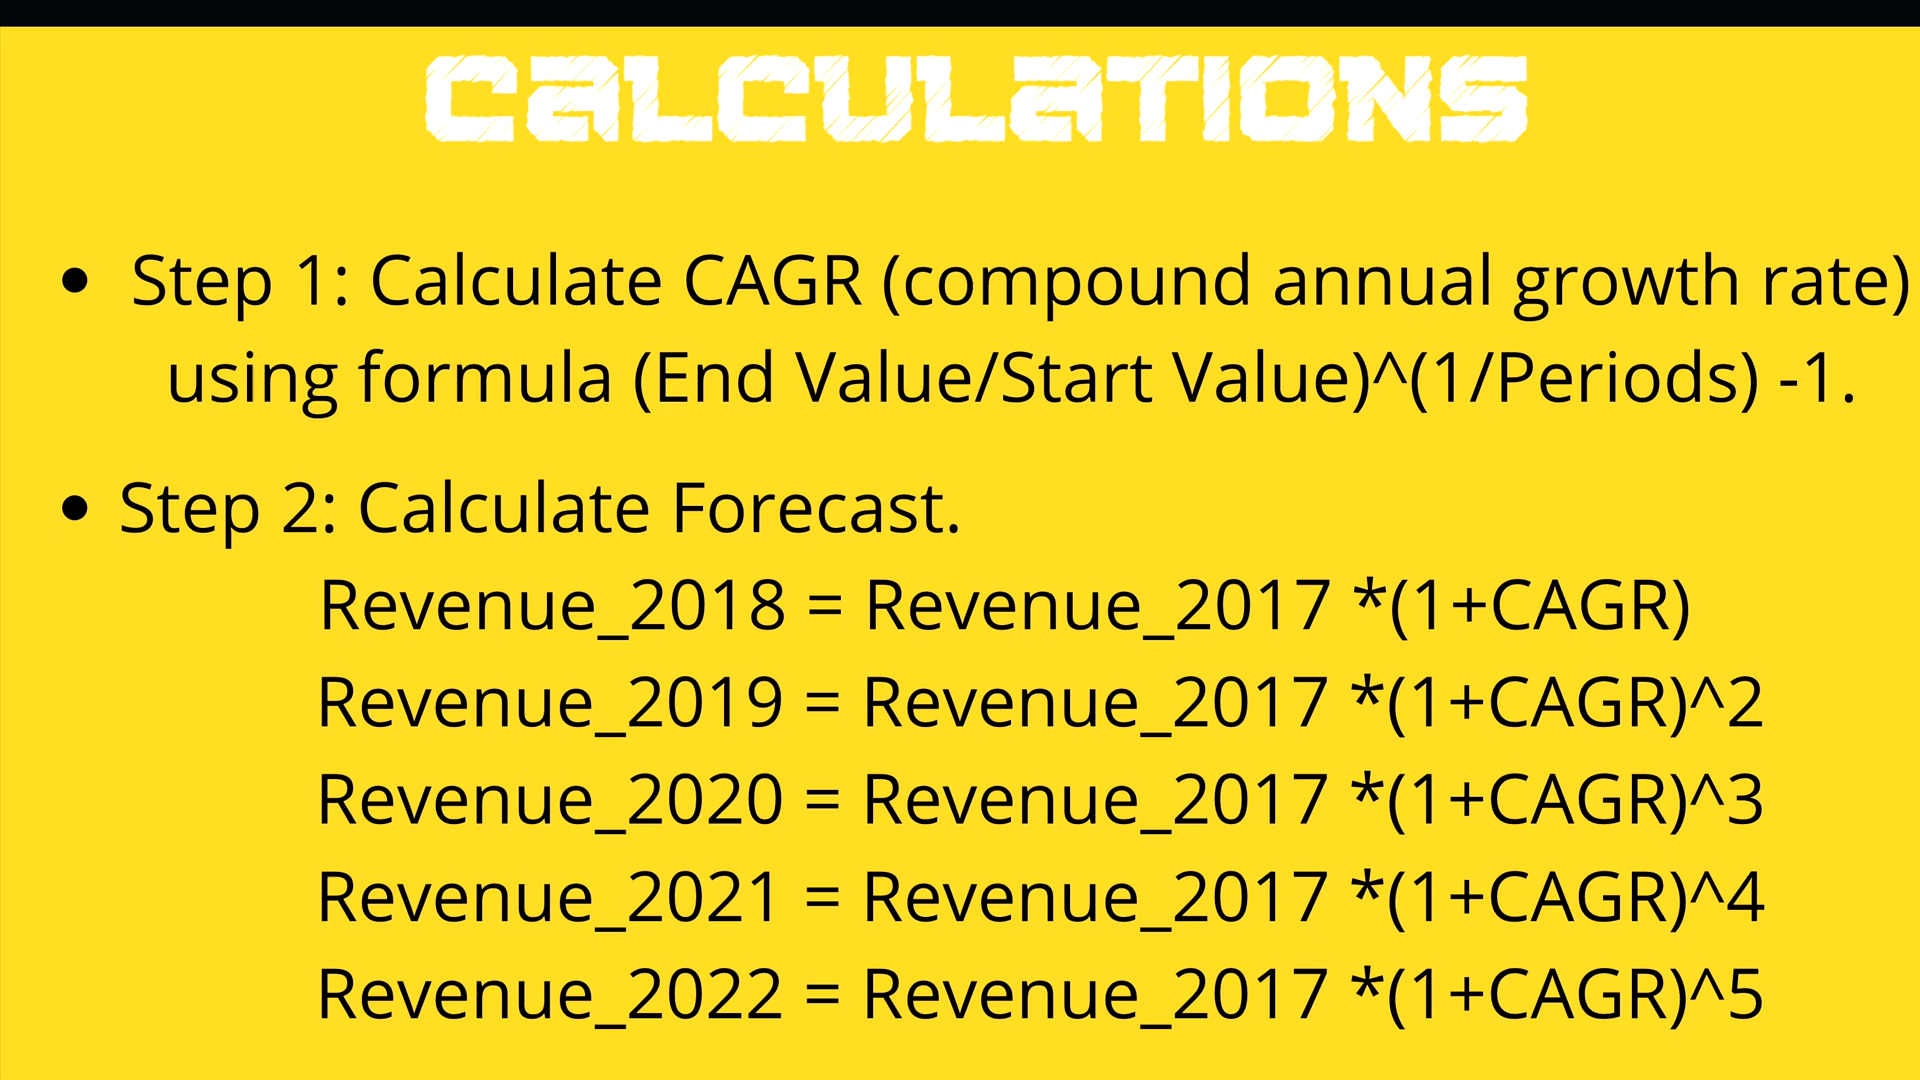 CALCULATIONS
• Step 1: Calculate CAGR (compound annual growth rate)
using formula (End Value/Start Value)^(1/Periods) -1.
• Step 2: Calculate Forecast.
Revenue_2018 = Revenue_2017 *(1+CAGR)
Revenue_2019 = Revenue_2017 *(1+CAGR)^2
Revenue_2020 = Revenue_2017 *(1+CAGR)^3
Revenue_2021 = Revenue_2017 *(1+CAGR)^4
Revenue_2022 = Revenue_2017 *(1+CAGR)^5